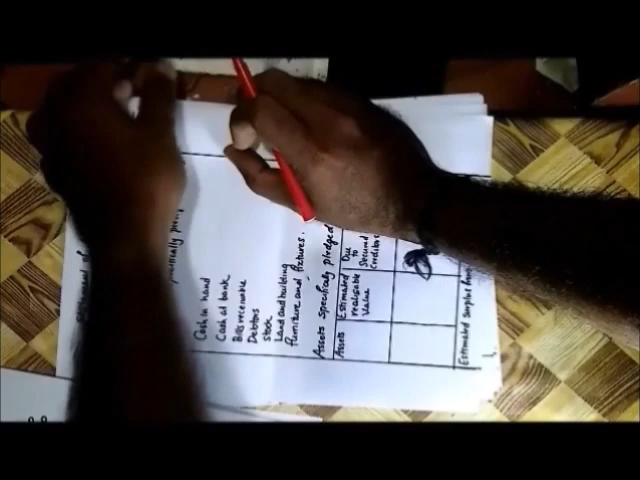 Cash in hand
Cash at bank
Bills receivable
Debtors
stock
Land and building
Furniture and fixtures.
Assets specifically pledged
Assets Estimated realisable Value Due to Secured Creditors
Estimated surplus from